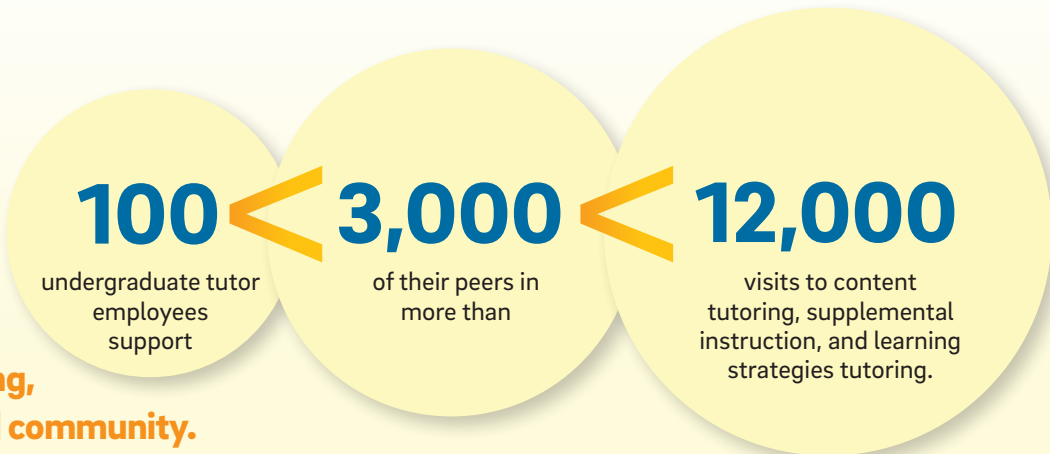 100
undergraduate tutor
employees
support
<
3,000
of their peers in
more than
<
12,000
visits to content
tutoring, supplemental
instruction, and learning
strategies tutoring.
community.